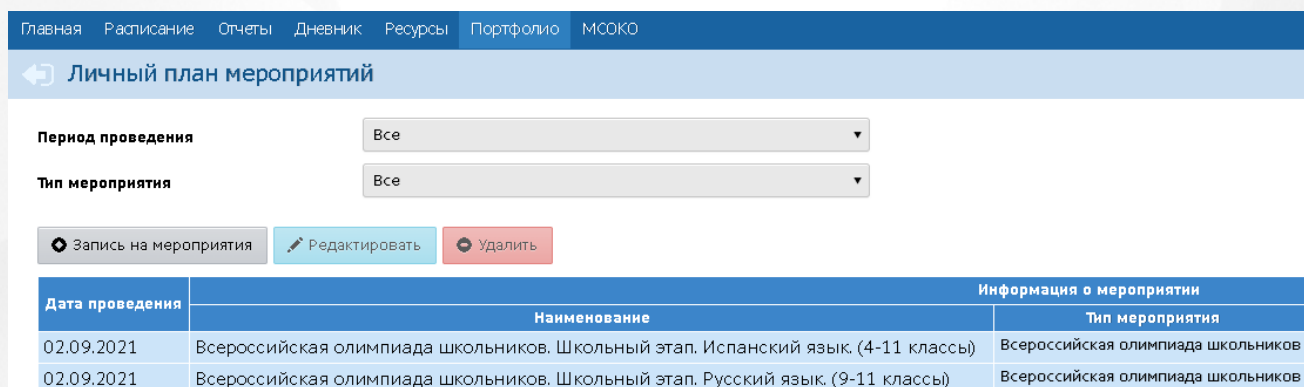 Главная Расписание Отчеты Дневник Ресурсы Портфолио МСОКО
Личный план мероприятий
Период проведения Все
Тип мероприятия Все
Запись на мероприятия Редактировать Удалить
Информация о мероприятии
Дата проведения
Наименование Тип мероприятия
02.09.2021 Всероссийская олимпиада школьников. Школьный этап. Испанский язык. (4-11 классы) Всероссийская олимпиада школьников
02.09.2021 Всероссийская олимпиада школьников. Школьный этап. Русский язык. (9-11 классы) Всероссийская олимпиада школьников